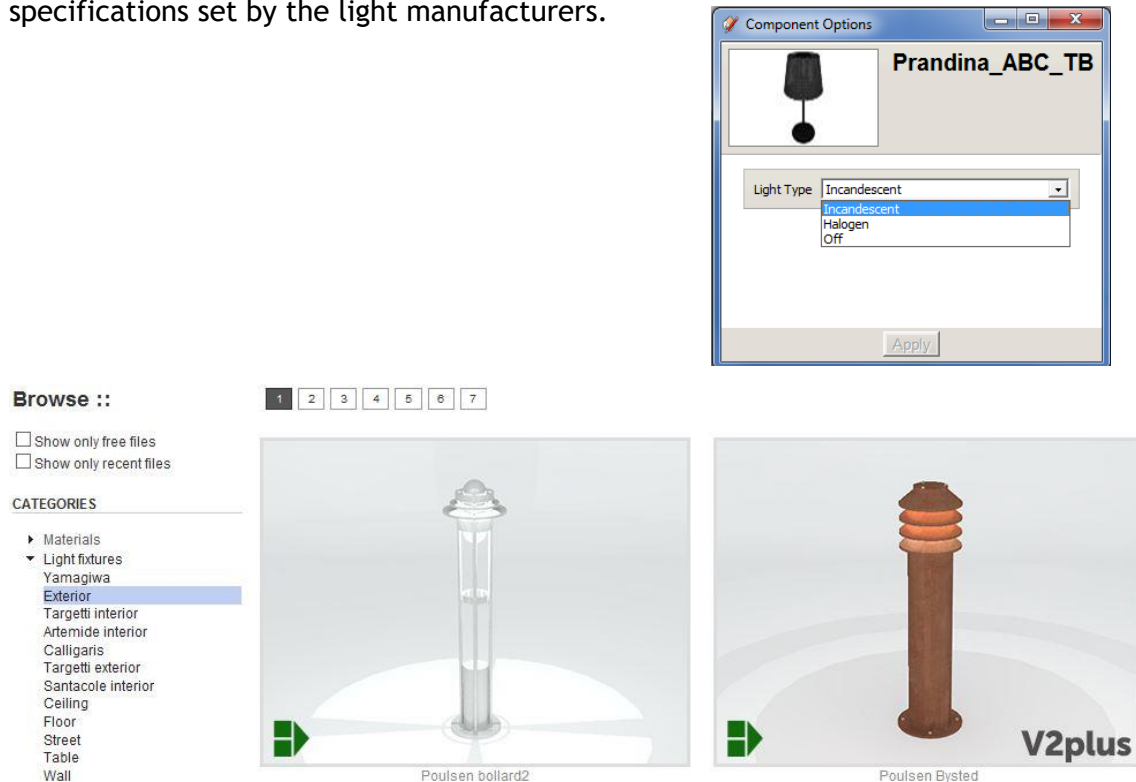 specifications set by the light manufacturers.
Component Options
Prandina_ABC_TB
Light Type Incandescent
Incandescent
Halogen
Off
Apply
Browse ::
1 2 3 4 5 6 7
Show only free files
Show only recent files
CATEGORIES
Materials
Light fixtures
Yamagiwa
Exterior
Targetti interior
Artemide interior
Calligaris
Targetti exterior
Santacole interior
Ceiling
Floor
Street
Table
Wall
Poulsen bollard2
V2plus
Poulsen Bysted